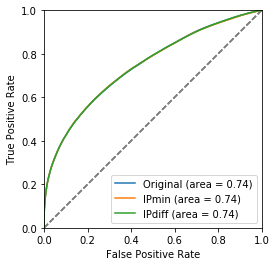 1.0
0.8
0.6
0.4
0.2
0.0
True Positive Rate
Original (area = 0.74)
IPmin (area = 0.74)
IPdiff (area = 0.74)
0.0 0.2 0.4 0.6 0.8 1.0
False Positive Rate